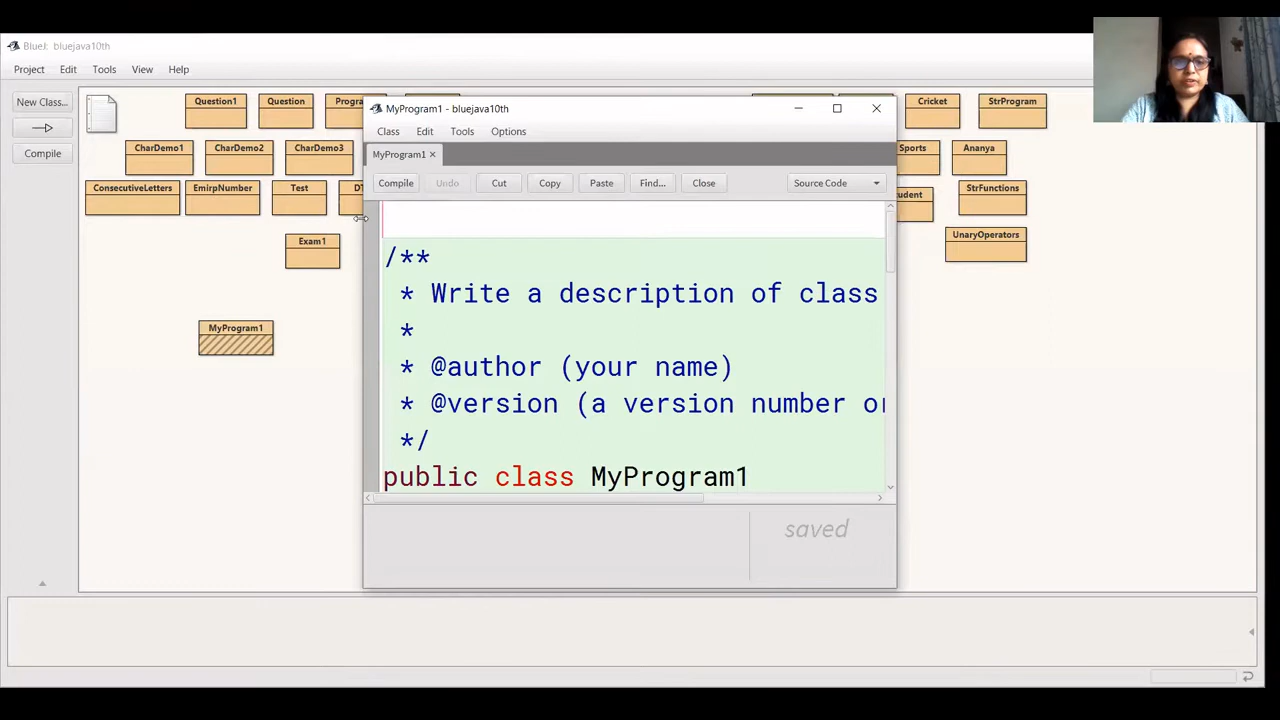 BlueJ: bluejava10th
Project Edit Tools View Help
New Class...
Compile
Question1
Question
Cricket
StrProgram
CharDemo1
CharDemo2
CharDemo3
Sports
Ananya
ConsecutiveLetters
EmirpNumber
Test
StrFunctions
Exam1
UnaryOperators
MyProgram1
MyProgram1 - bluejava10th
Class Edit Tools Options
MyProgram1
Compile Undo Cut Copy Paste Find... Close Source Code
/**
* Write a description of class
*
* @author (your name)
* @version (a version number or
*/
public class MyProgram1
saved